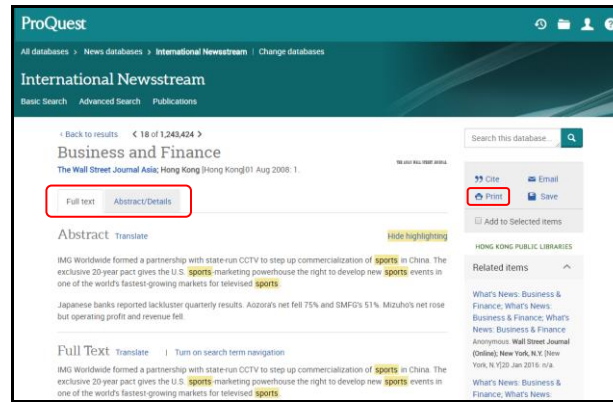 ProQuest
All databases > News databases > International Newsstream | Change databases
International Newsstream
Basic Search Advanced Search Publications
‹ Back to results < 18 of 1,243,424 >
Business and Finance
The Wall Street Journal Asia; Hong Kong [Hong Kong]01 Aug 2008: 1.
THE WALL STREET JOURNAL
Full text Abstract/Details
Abstract Translate
Hide highlighting
IMG Worldwide formed a partnership with state-run CCTV to step up commercialization of sports in China. The
exclusive 20-year pact gives the U.S. sports-marketing powerhouse the right to develop new sports events in
one of the world's fastest-growing markets for televised sports.
Japanese banks reported lackluster quarterly results. Aozora's net fell 75% and SMFG's 51%. Mizuho's net rose
but operating profit and revenue fell.
Full Text Translate | Turn on search term navigation
IMG Worldwide formed a partnership with state-run CCTV to step up commercialization of sports in China. The
exclusive 20-year pact gives the U.S. sports-marketing powerhouse the right to develop new sports events in
one of the world's fastest-growing markets for televised sports.
Search this database...
Cite Email
Print Save
Add to Selected items
HONG KONG PUBLIC LIBRARIES
Related items
What's News: Business &
Finance; What's News:
Business & Finance; What's
News: Business & Finance
Anonymous. Wall Street Journal
(Online); New York, N.Y. [New
York, N.Y]20 Jan 2016: n/a.
What's News: Business &
Finance; What's News: